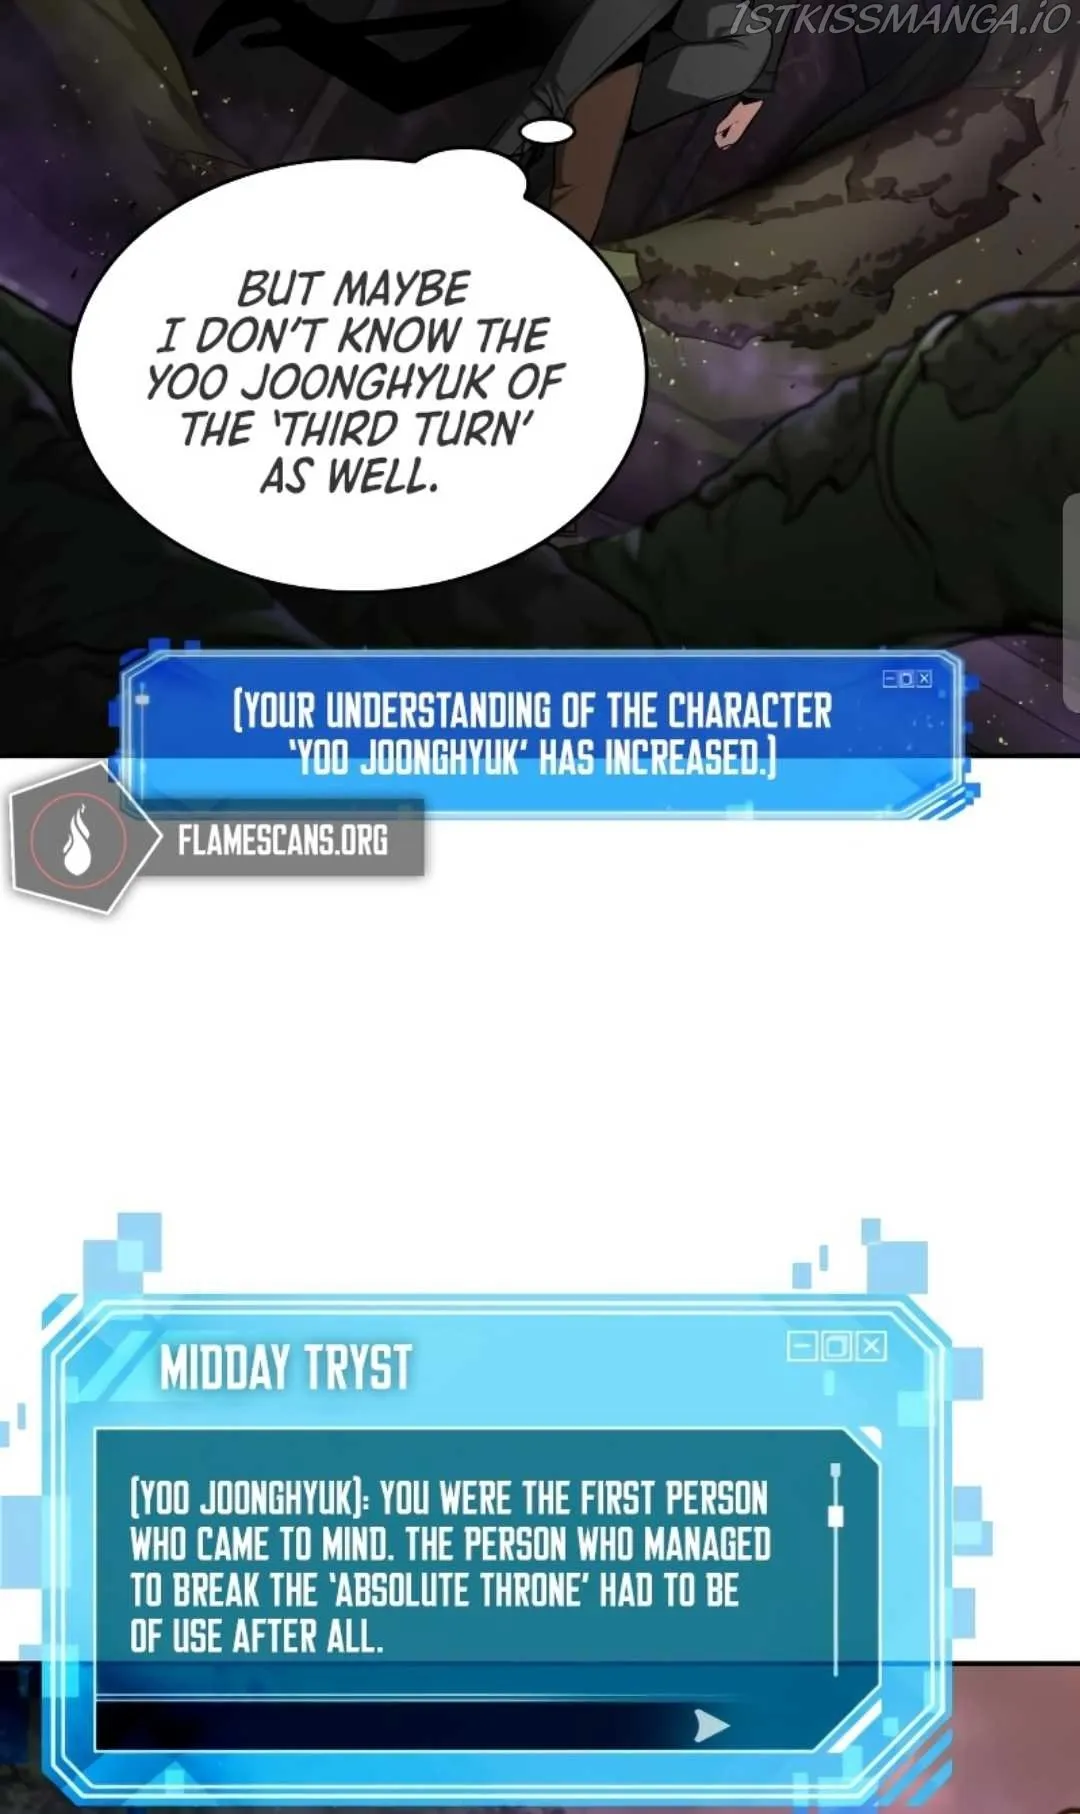 1STKISSMANGA.IO
BUT MAYBE
I DON'T KNOW THE
YOO JOONGHYUK OF
THE 'THIRD TURN'
AS WELL.
[YOUR UNDERSTANDING OF THE CHARACTER
'YOO JOONGHYUK' HAS INCREASED.]
FLAMESCANS.ORG
MIDDAY TRYST
[YOO JOONGHYUK]: YOU WERE THE FIRST PERSON
WHO CAME TO MIND. THE PERSON WHO MANAGED
TO BREAK THE 'ABSOLUTE THRONE' HAD TO BE
OF USE AFTER ALL.